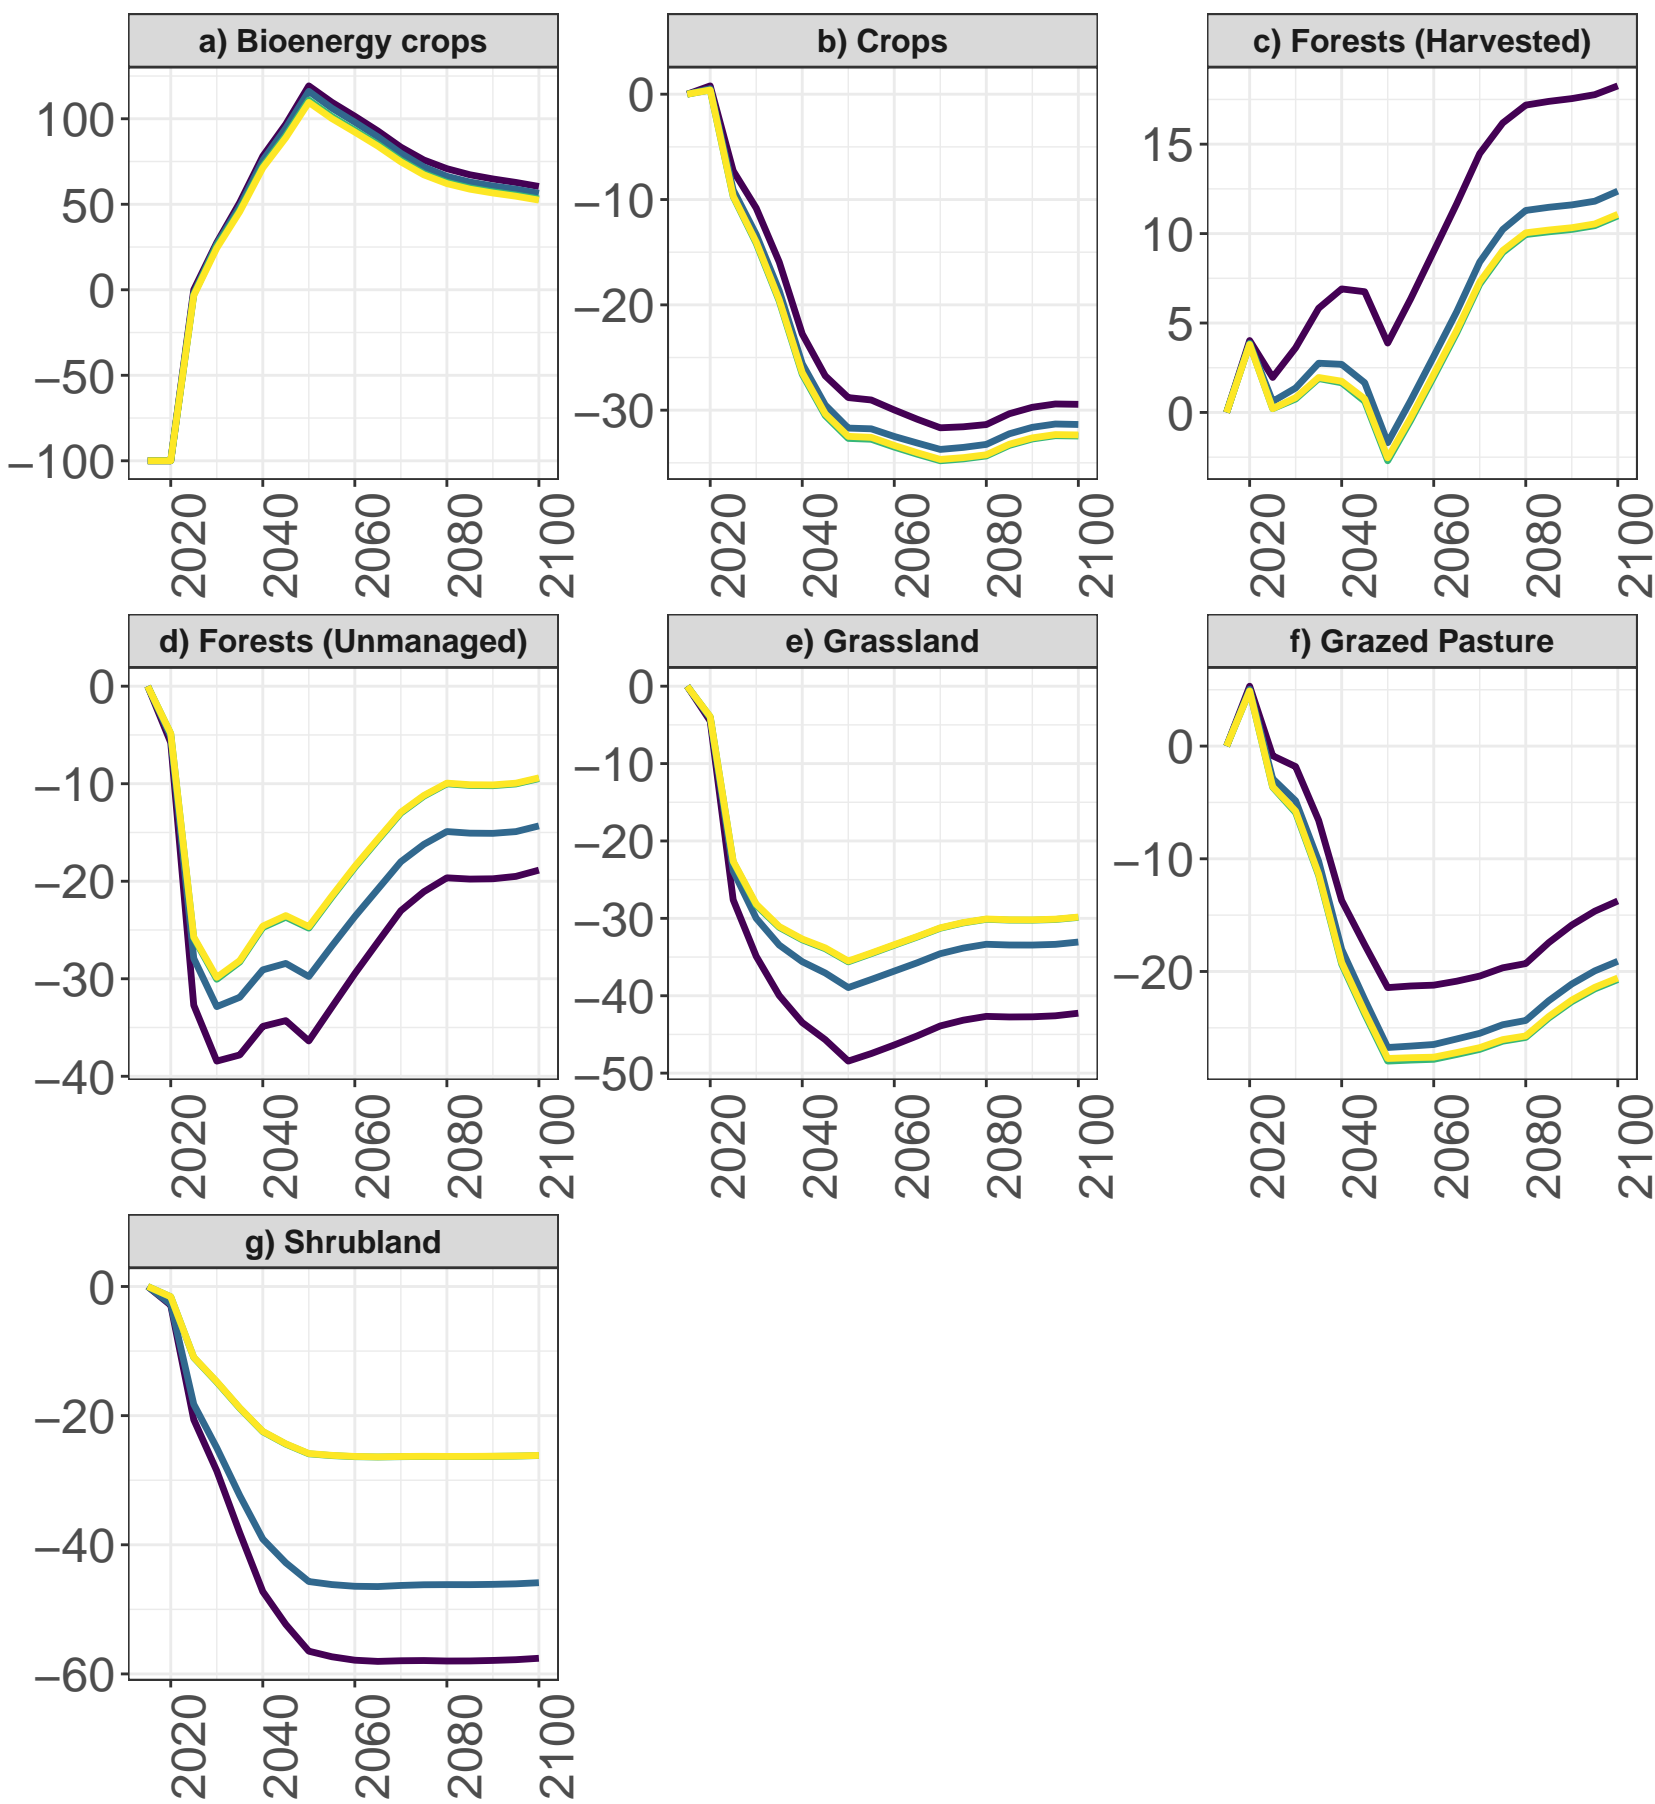 a) Bioenergy crops
100
50
0
−50
−100
2020 2040 2060 2080 2100
b) Crops
0
−10
−20
−30
2020 2040 2060 2080 2100
c) Forests (Harvested)
15
10
5
0
2020 2040 2060 2080 2100
d) Forests (Unmanaged)
0
−10
−20
−30
−40
2020 2040 2060 2080 2100
e) Grassland
0
−10
−20
−30
−40
−50
2020 2040 2060 2080 2100
f) Grazed Pasture
0
−10
−20
2020 2040 2060 2080 2100
g) Shrubland
0
−20
−40
−60
2020 2040 2060 2080 2100